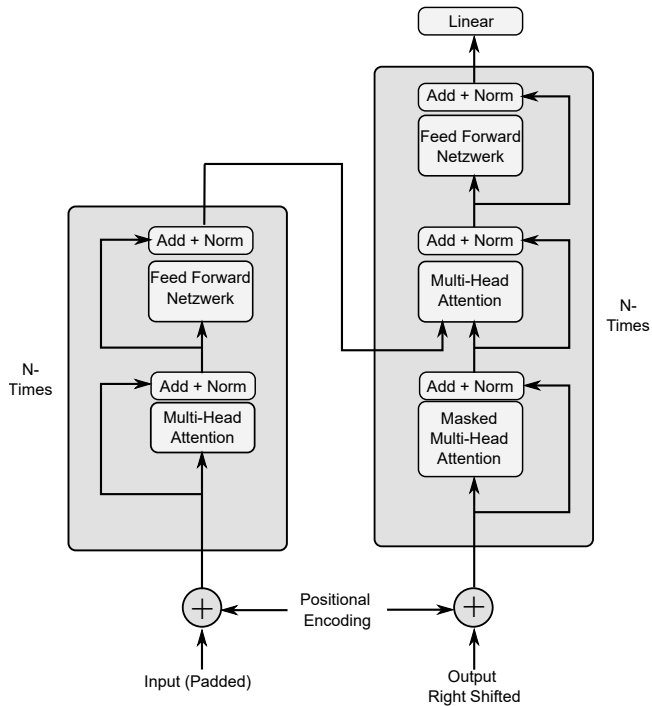 Linear
Add + Norm
Feed Forward
Netzwerk
Add + Norm
Multi-Head
Attention
Add + Norm
Masked
Multi-Head
Attention
N-
Times
Add + Norm
Feed Forward
Netzwerk
Add + Norm
Multi-Head
Attention
N-
Times
Positional
Encoding
Input (Padded)
Output
Right Shifted